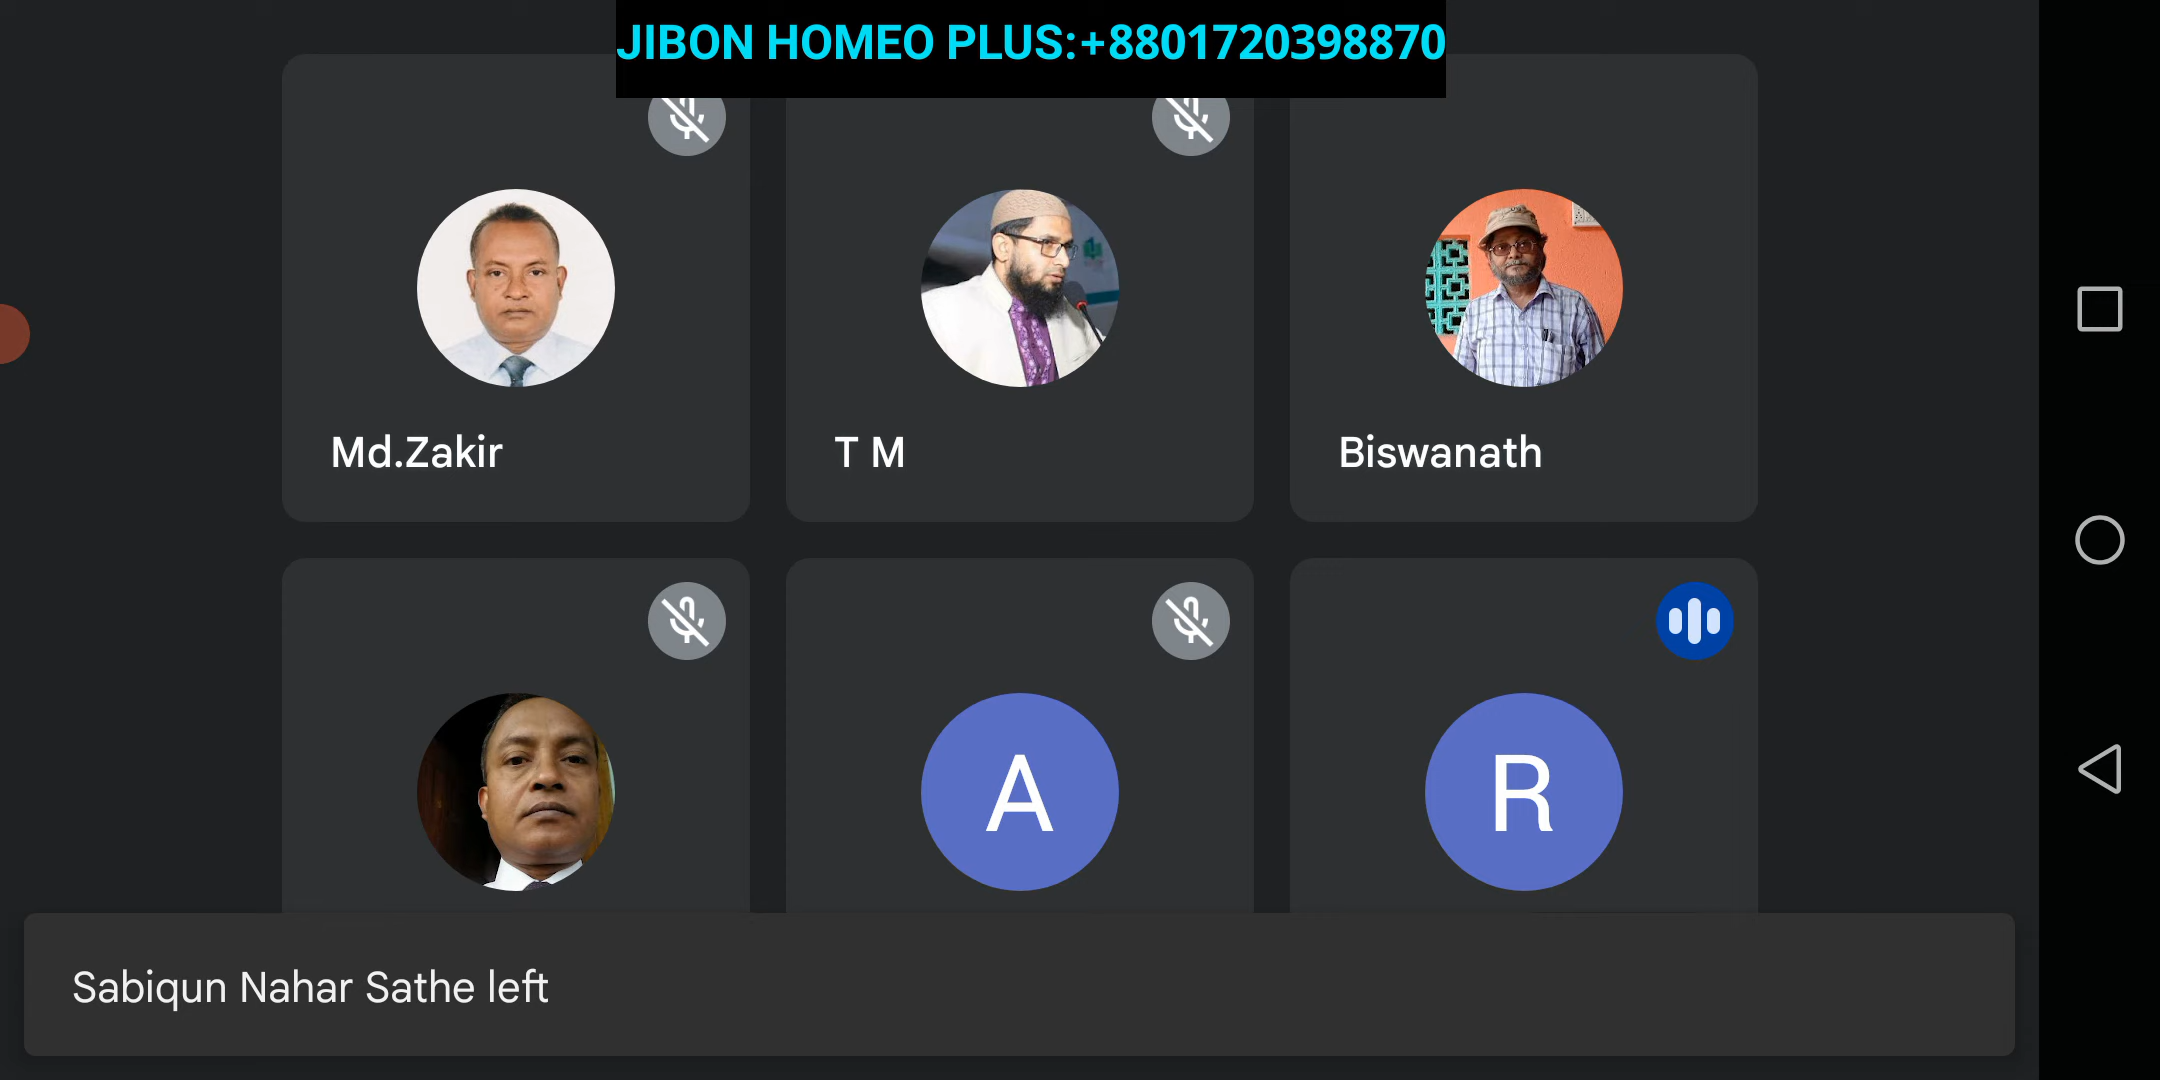 JIBON HOMEO PLUS:+8801720398870
Md.Zakir
T M
Biswanath
A
R
Sabiqun Nahar Sathe left